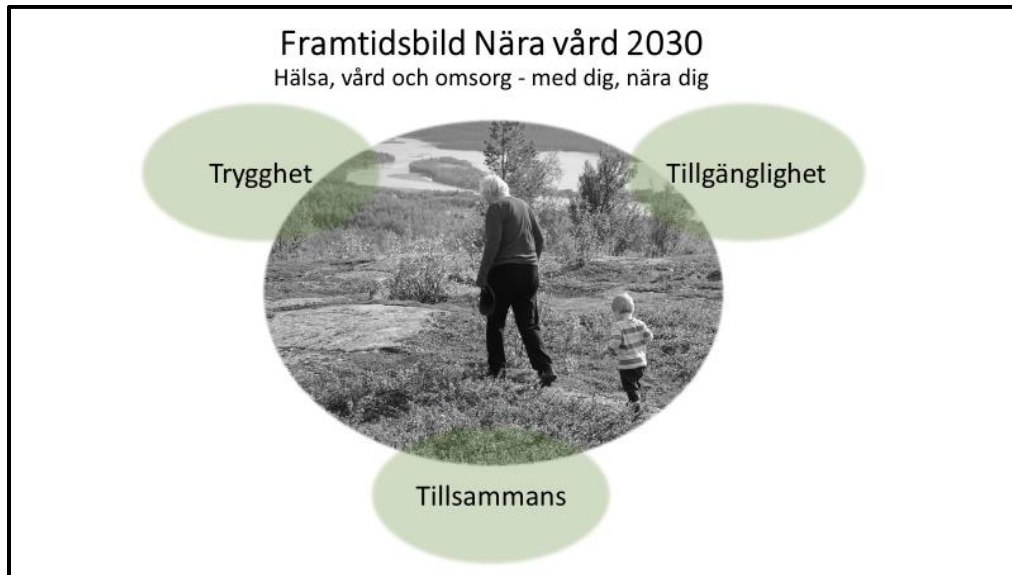 Framtidsbild Nära vård 2030
Hälsa, vård och omsorg - med dig, nära dig
Trygghet
Tillgänglighet
Tillsammans